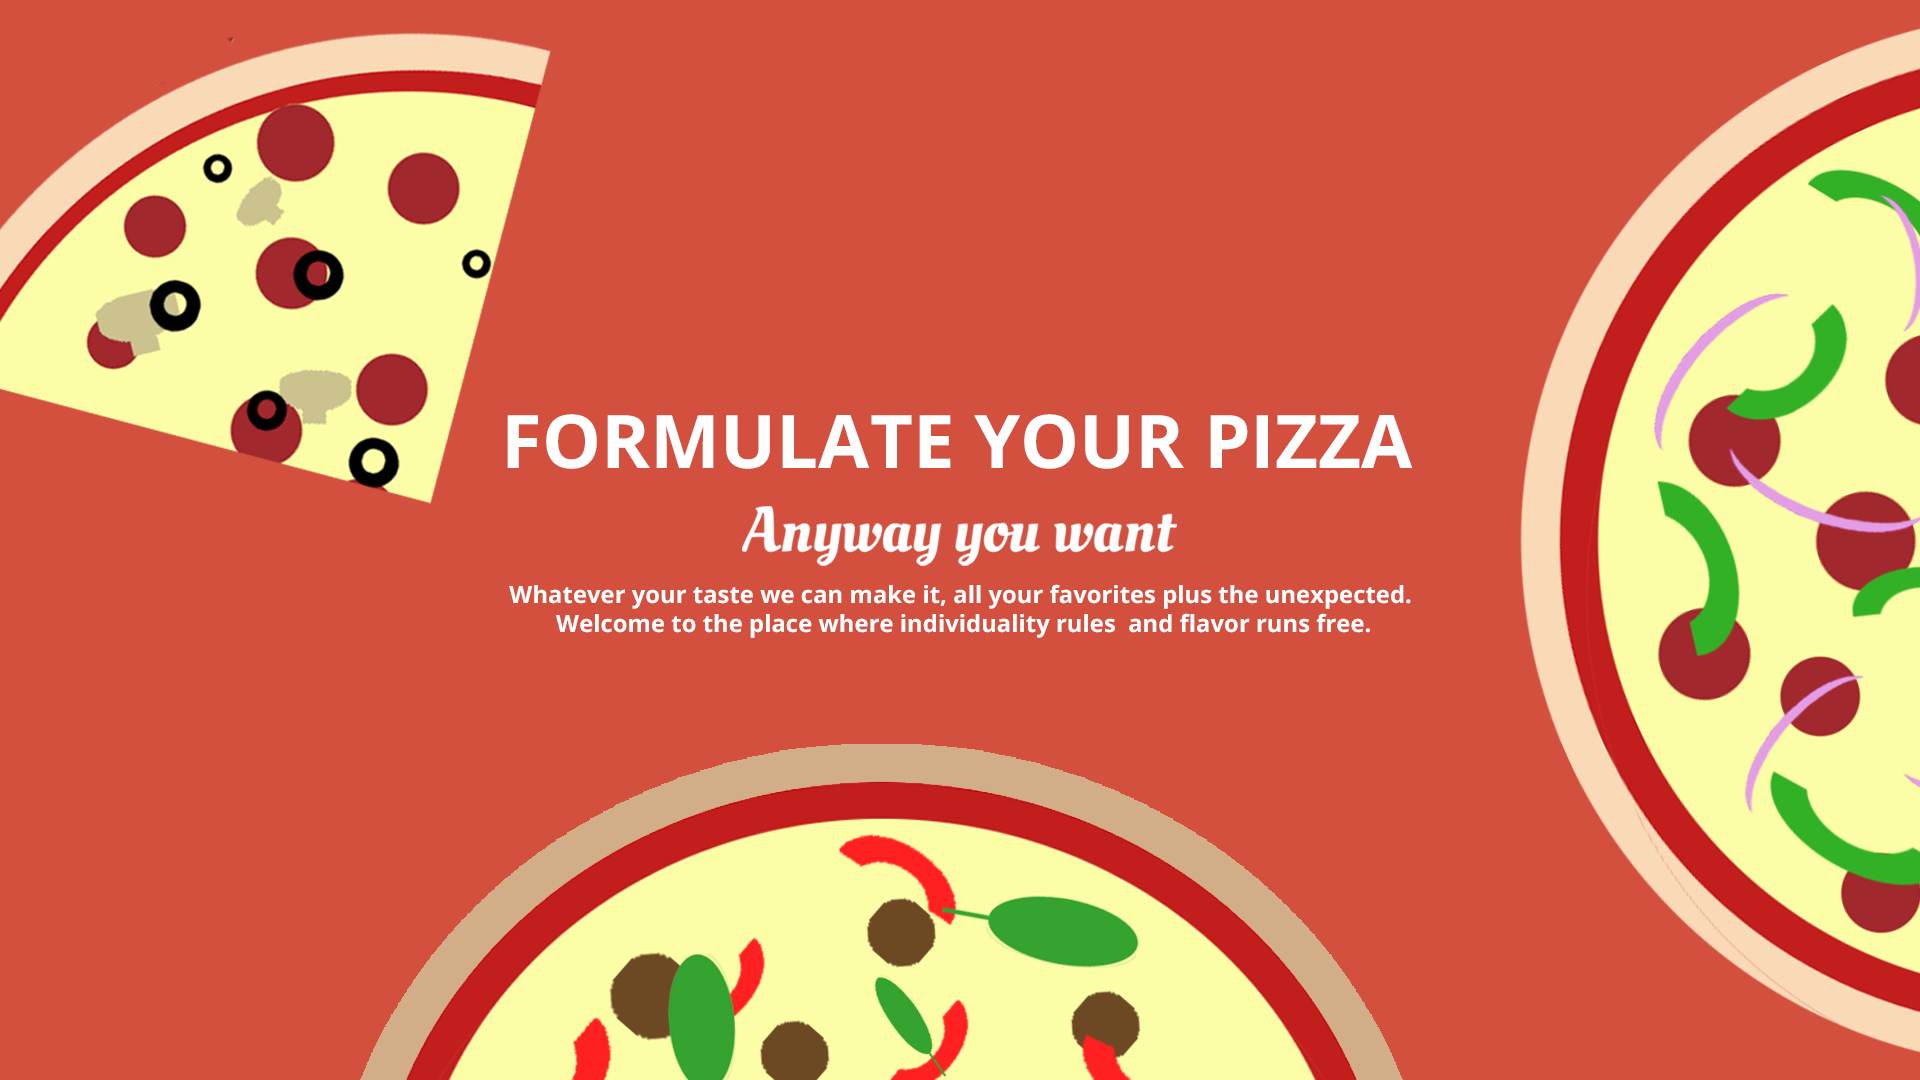 FORMULATE YOUR PIZZA
Anyway you want
Whatever your taste we can make it, all your favorites plus the unexpected.
Welcome to the place where individuality rules  and flavor runs free.